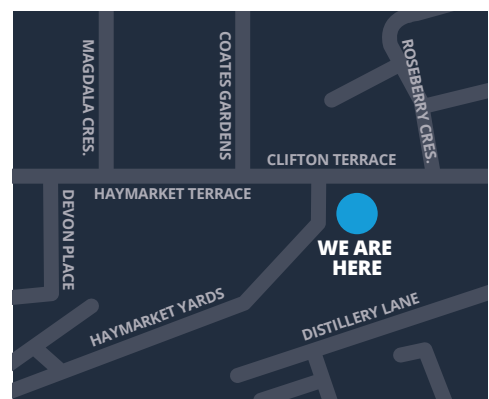 MAGDALA CRES.
COATES GARDENS
ROSEBERRY CRES.
CLIFTON TERRACE
HAYMARKET TERRACE
DEVON PLACE
WE ARE
HERE
HAYMARKET YARDS
DISTILLERY LANE